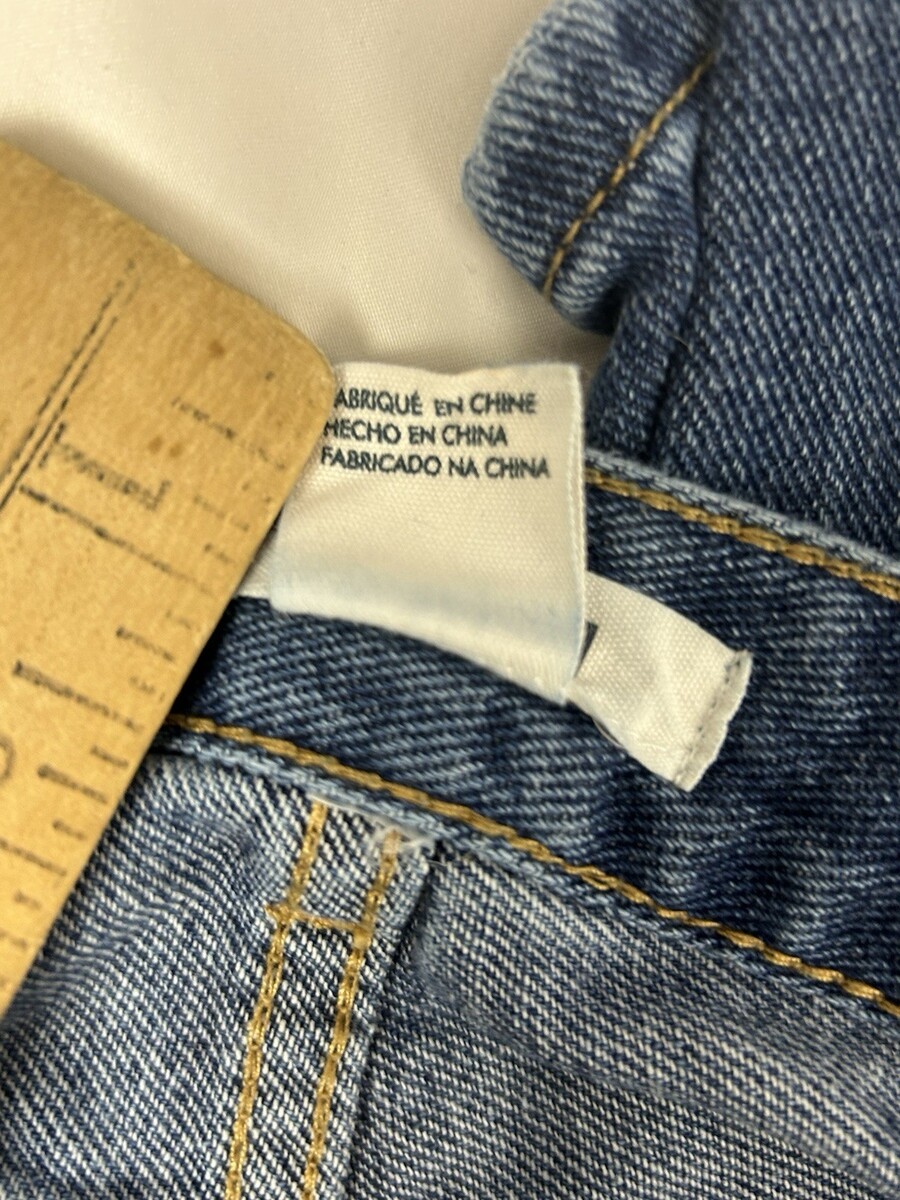 ABRIQUÉ EN CHINE
HECHO EN CHINA
FABRICADO NA CHINA